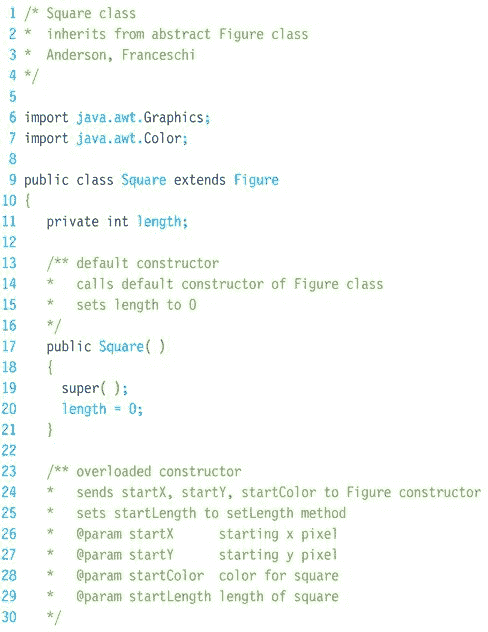 1 /* Square class
2 *  inherits from abstract Figure class
3 *  Anderson, Franceschi
4 */
5
6 import java.awt.Graphics;
7 import java.awt.Color;
8
9 public class Square extends Figure
10 {
11   private int length;
12
13   /** default constructor
14   *   calls default constructor of Figure class
15   *   sets length to 0
16   */
17   public Square( )
18   {
19     super( );
20     length = 0;
21   }
22
23   /** overloaded constructor
24   *   sends startX, startY, startColor to Figure constructor
25   *   sets startLength to setLength method
26   *   @param startX      starting x pixel
27   *   @param startY      starting y pixel
28   *   @param startColor  color for square
29   *   @param startLength length of square
30   */